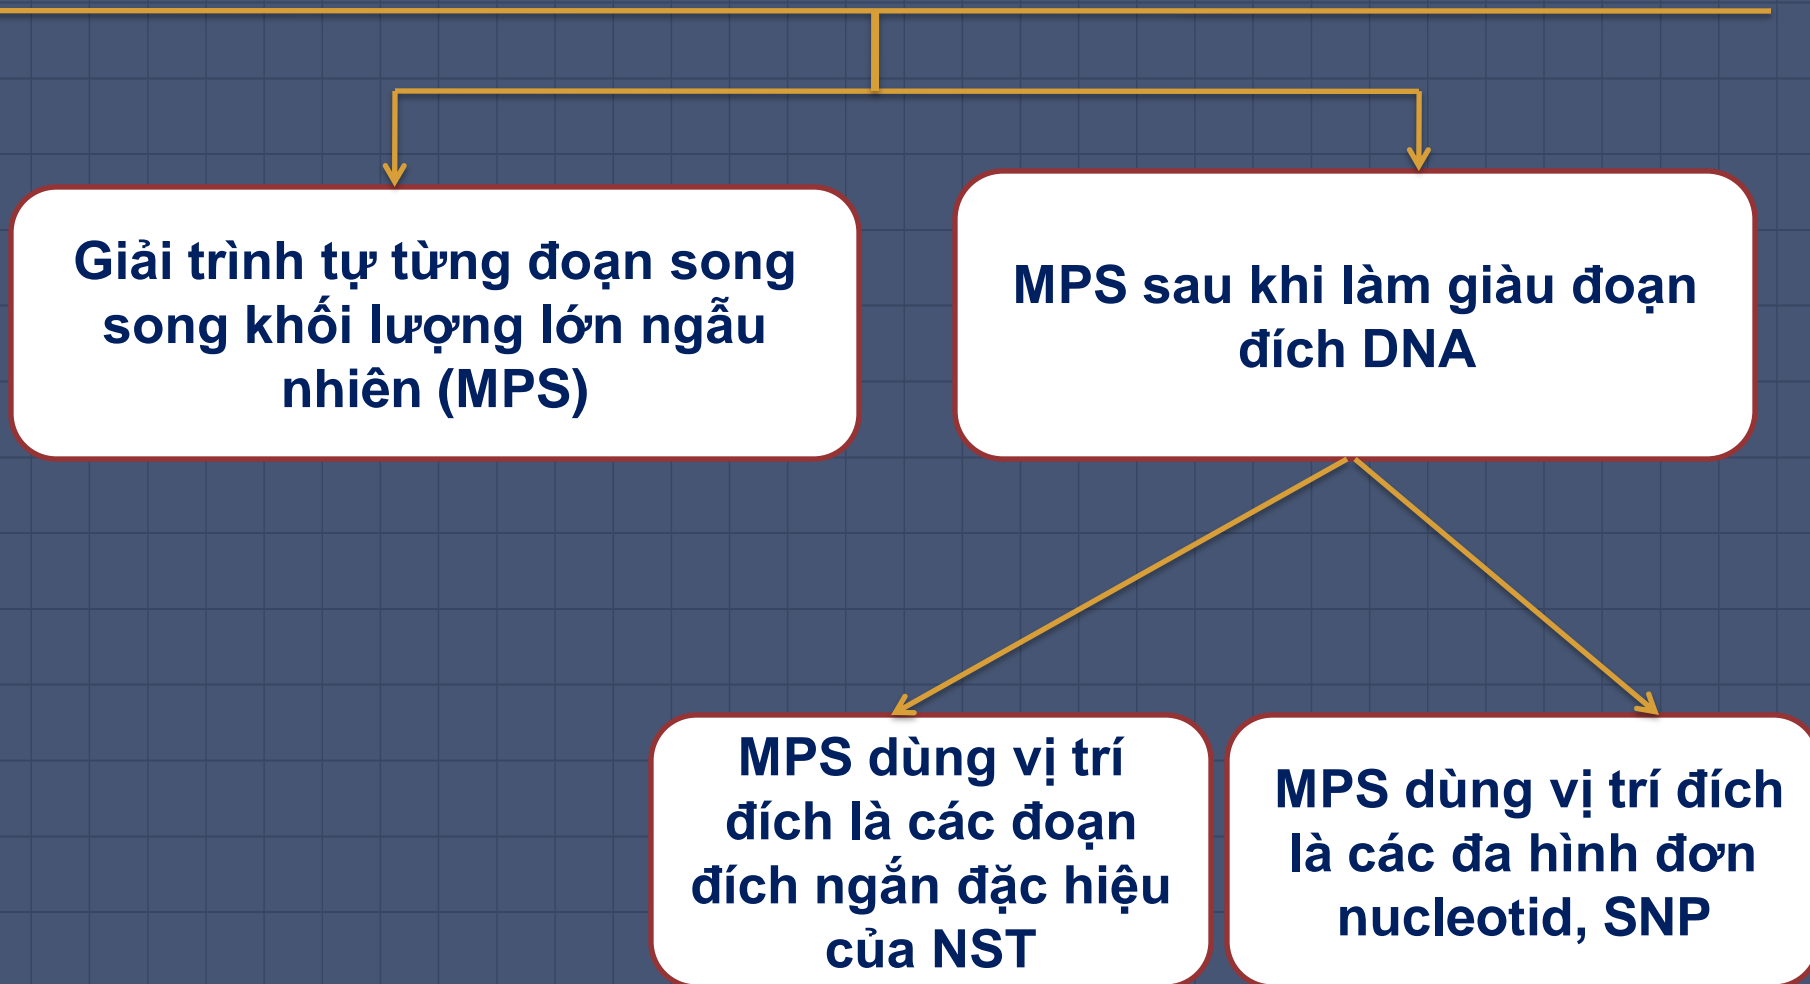 Giải trình tự từng đoạn song
song khối lượng lớn ngẫu
nhiên (MPS)
MPS sau khi làm giàu đoạn
đích DNA
MPS dùng vị trí
đích là các đoạn
đích ngắn đặc hiệu
của NST
MPS dùng vị trí đích
là các đa hình đơn
nucleotid, SNP